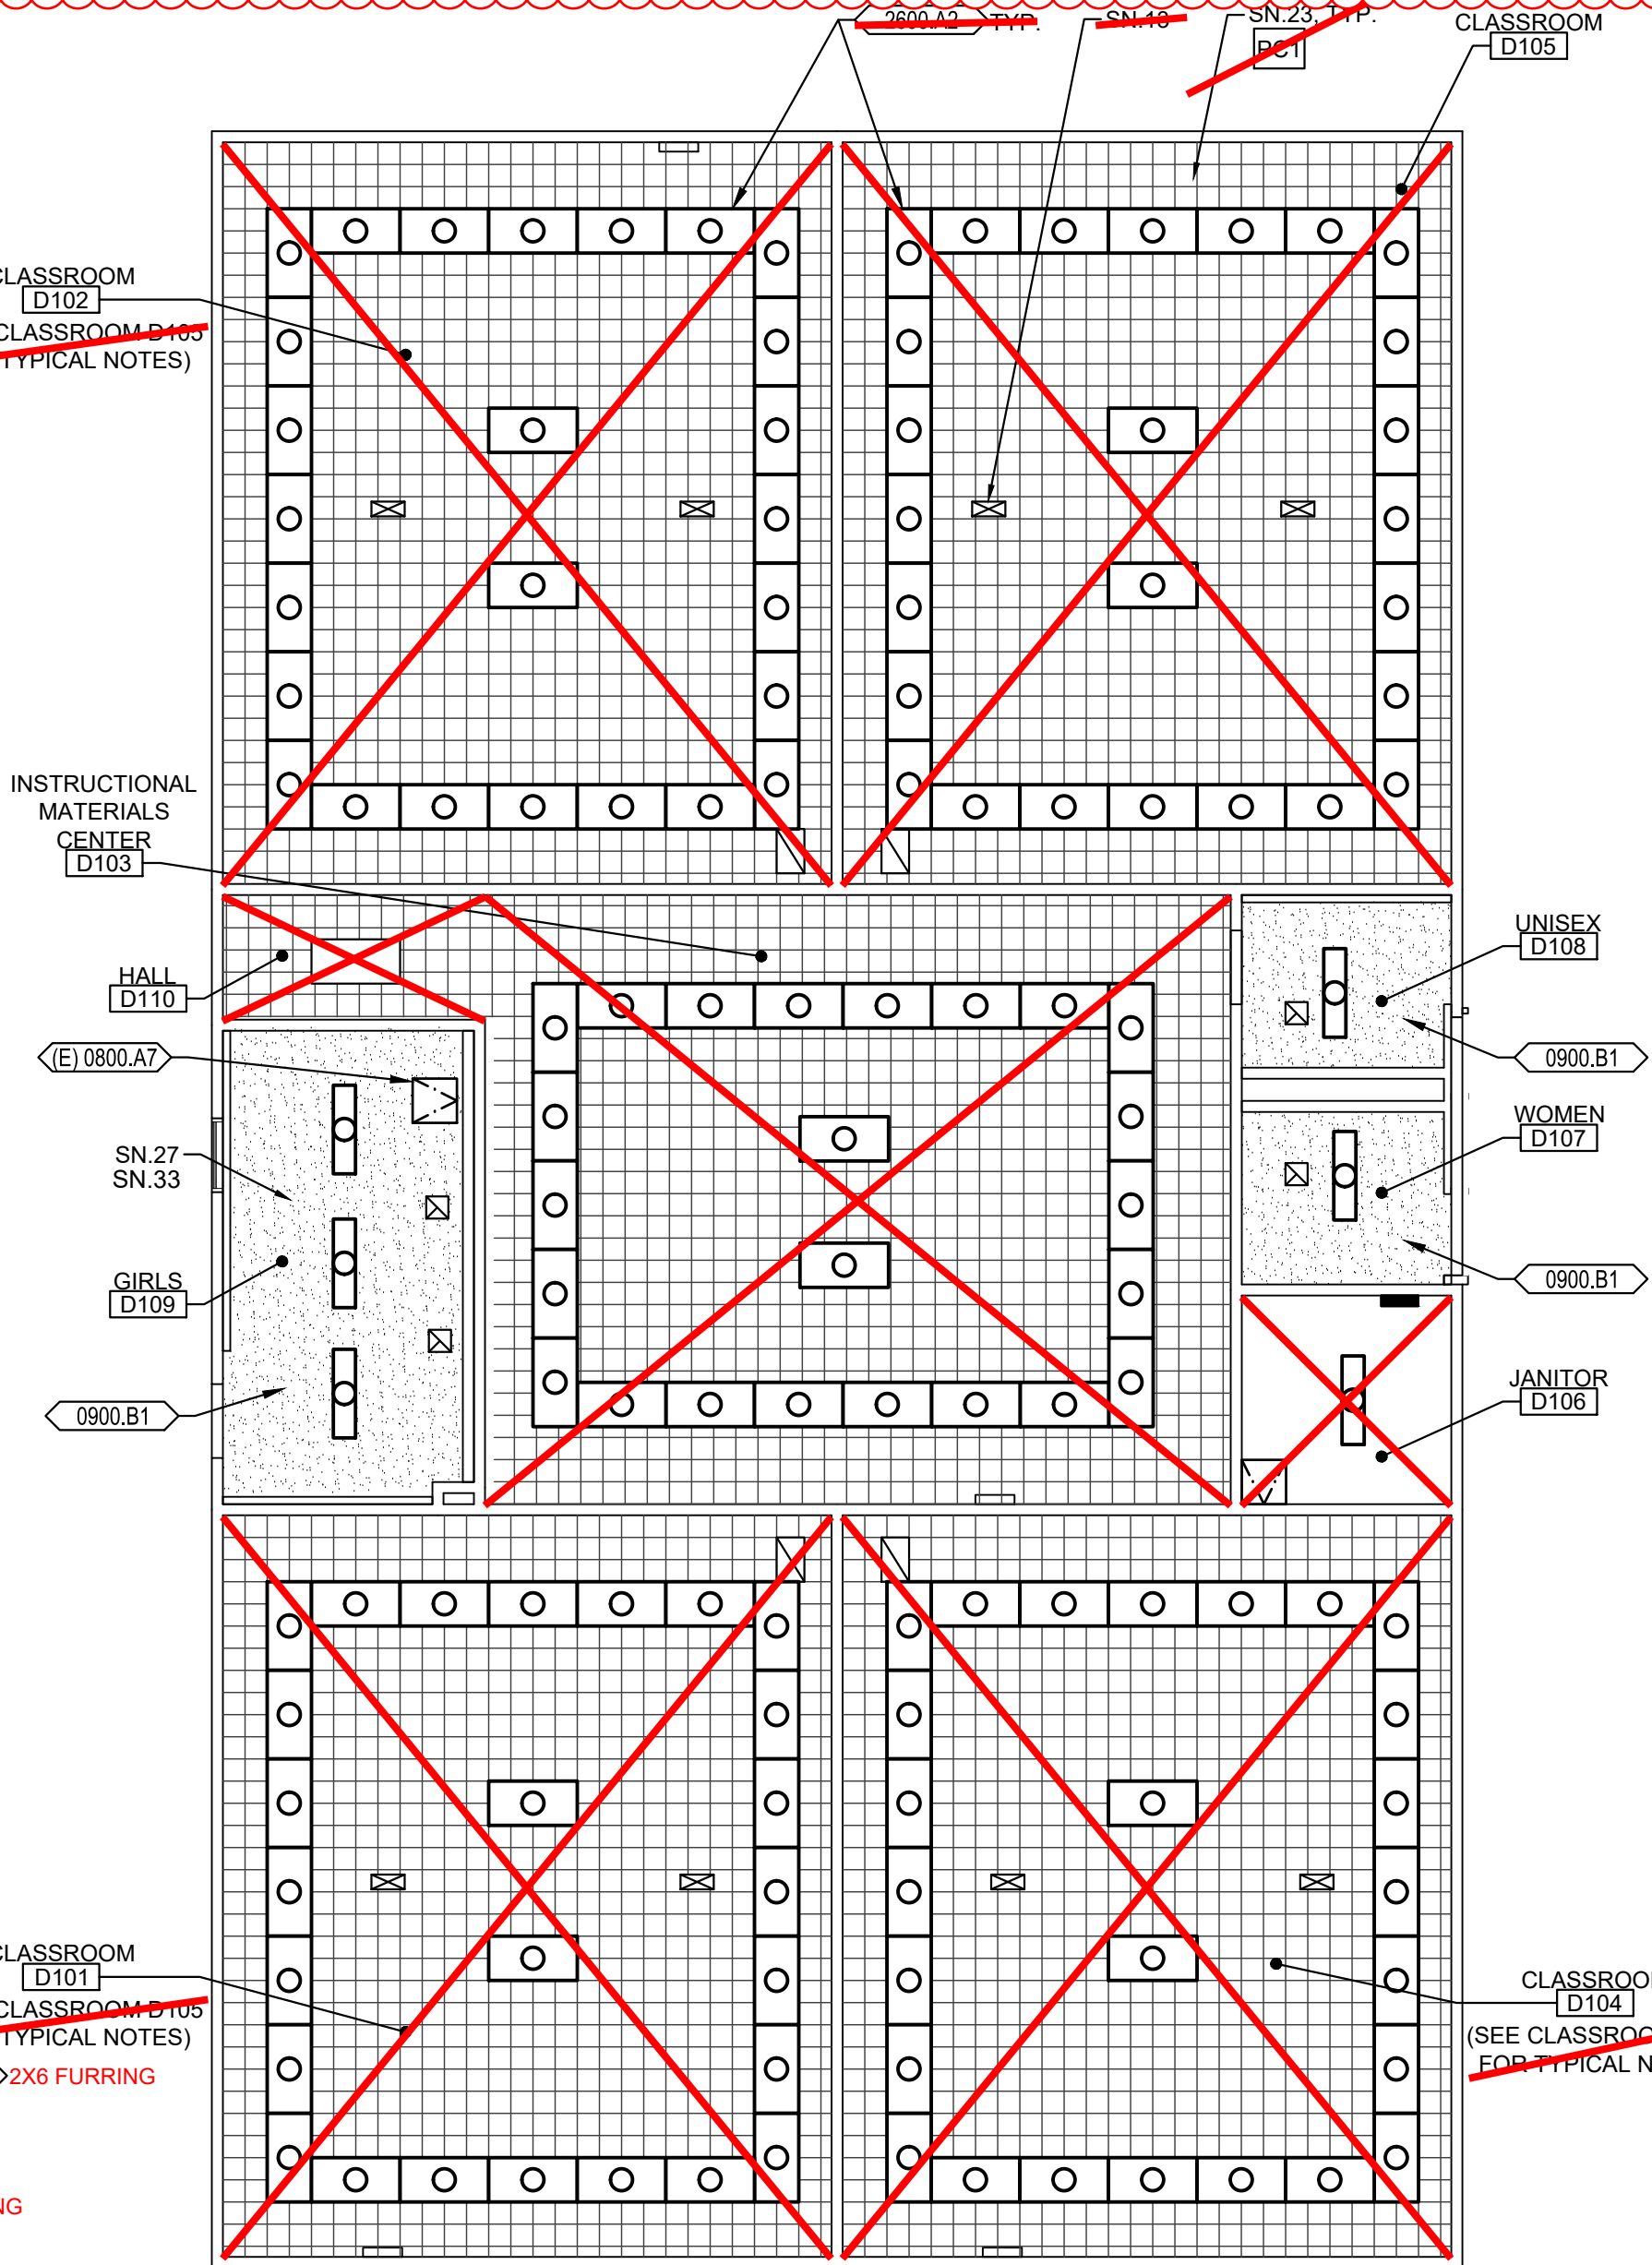 2600.A2 TYP.
SN.13
SN.23, TYP.
PC1
CLASSROOM
D105
CLASSROOM
D102
CLASSROOM D105
TYPICAL NOTES)
INSTRUCTIONAL
MATERIALS
CENTER
D103
UNISEX
D108
HALL
D110
(E) 0800.A7
0900.B1
WOMEN
D107
SN.27
SN.33
GIRLS
D109
0900.B1
JANITOR
D106
0900.B1
CLASSROOM
D101
CLASSROOM D105
TYPICAL NOTES)
2X6 FURRING
CLASSROO
D104
(SEE CLASSROO
FOR TYPICAL N
NG